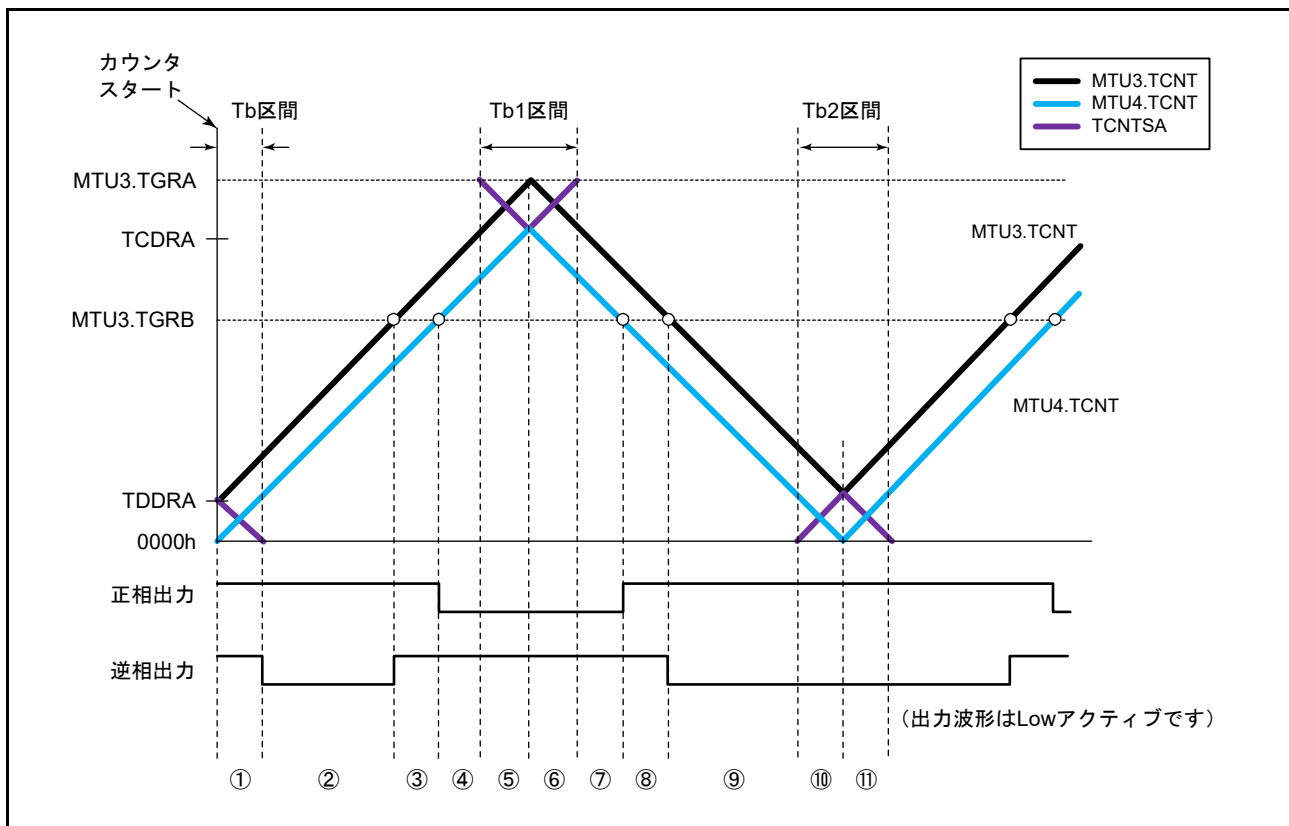 カウンタ
スタート
Tb区間
Tb1区間
Tb2区間
MTU3.TCNT
MTU4.TCNT
TCNTSA
MTU3.TGRA
TCDRA
MTU3.TCNT
MTU3.TGRB
MTU4.TCNT
TDDRA
0000h
正相出力
逆相出力
（出力波形はLowアクティブです）
① ② ③ ④ ⑤ ⑥ ⑦ ⑧ ⑨ ⑩ ⑪